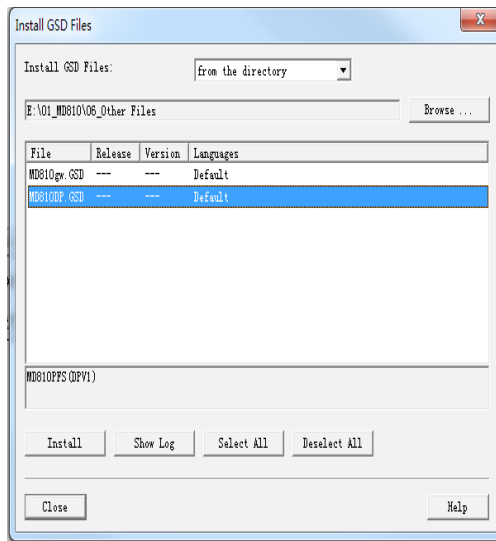 Install GSD Files
X
Install GSD Files:
from the directory
E:\01_MD810\06_Other Files
Browse ...
File Release Version Languages
MD810gw.GSD --- --- Default
MD810DP.GSD --- --- Default
MD810PFS(DPV1)
Install Show Log Select All Deselect All
Close Help